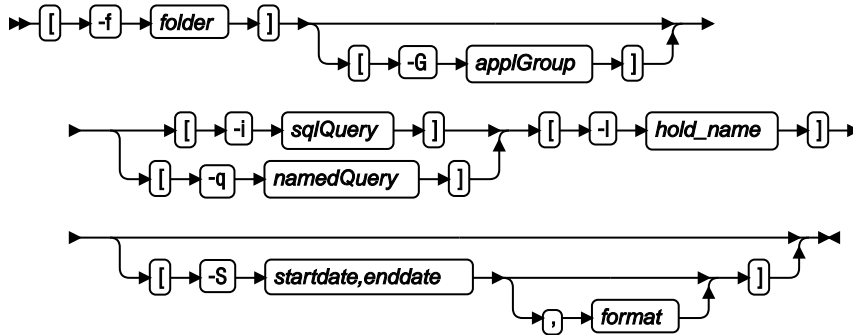 [ -f folder ]
[ -G applGroup ]
[ -i sqlQuery ] [ -l hold_name ]
[ -q namedQuery ]
[ -S startdate,enddate ]
, format